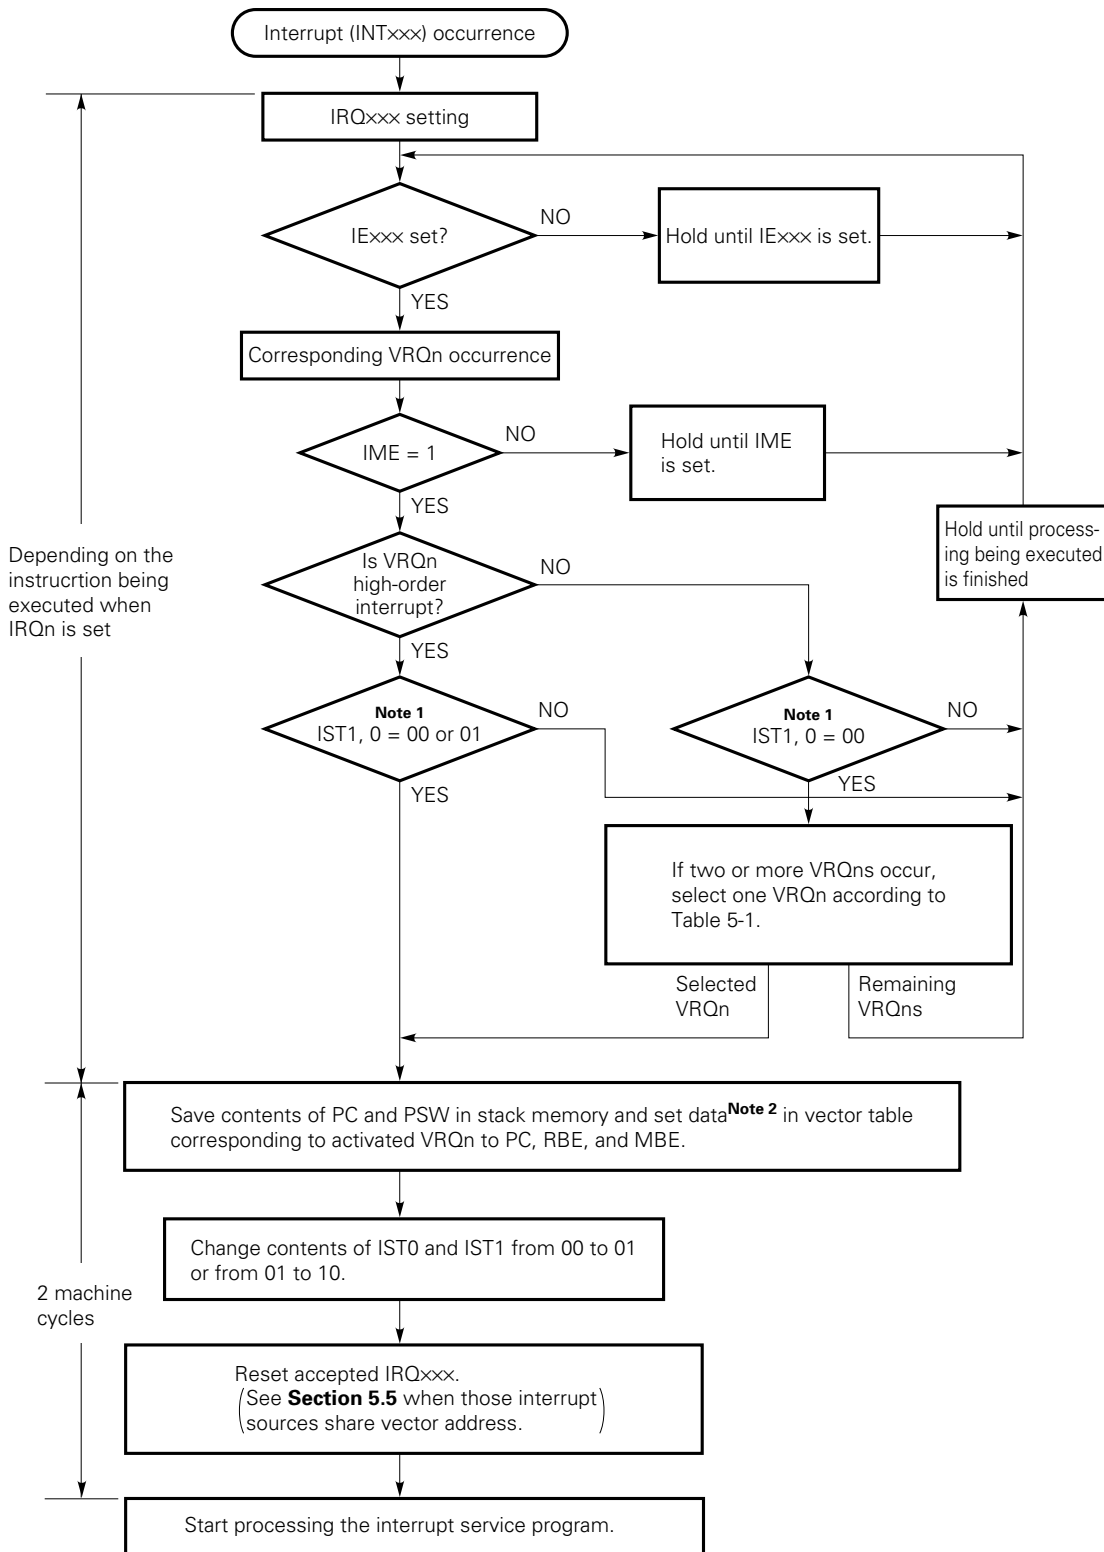 Interrupt (INT×××) occurrence
IRQ××× setting
IE××× set?
NO
Hold until IE××× is set.
YES
Corresponding VRQn occurrence
IME = 1
NO
Hold until IME
is set.
YES
Hold until process-
ing being executed
is finished
Depending on the
instrucrtion being
executed when
IRQn is set
Is VRQn
high-order
interrupt?
NO
YES
Note 1
IST1, 0 = 00 or 01
NO
YES
Note 1
IST1, 0 = 00
NO
YES
If two or more VRQns occur,
select one VRQn according to
Table 5-1.
Selected
VRQn
Remaining
VRQns
Save contents of PC and PSW in stack memory and set data Note 2 in vector table
corresponding to activated VRQn to PC, RBE, and MBE.
Change contents of IST0 and IST1 from 00 to 01
or from 01 to 10.
2 machine
cycles
Reset accepted IRQ×××.
(See Section 5.5 when those interrupt
sources share vector address.)
Start processing the interrupt service program.